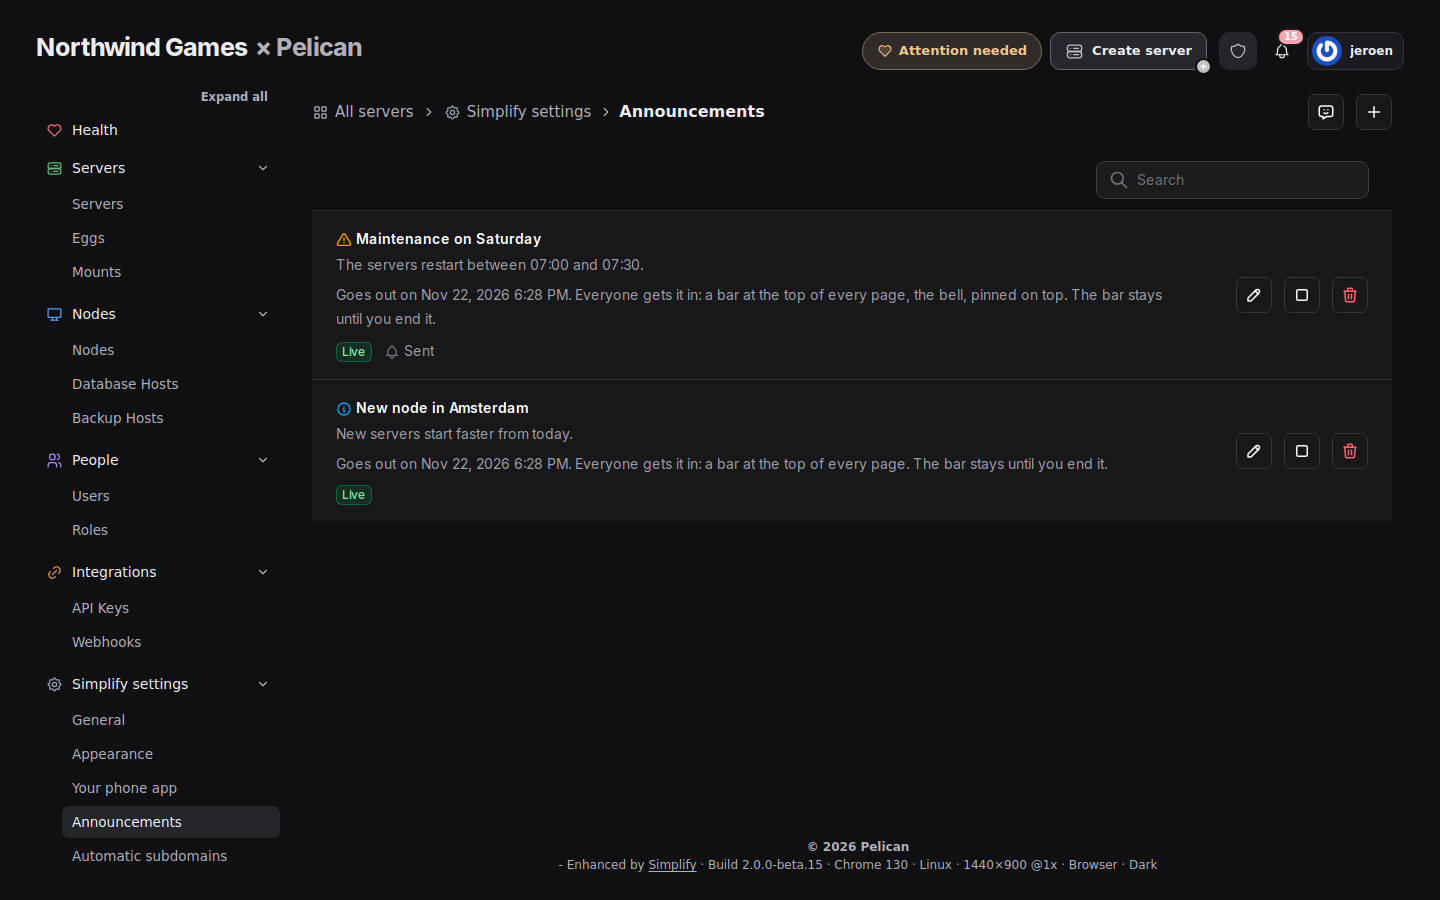 Northwind Games × Pelican
Attention needed
Create server
15
jeroen
Expand all
Health
Servers
Servers
Eggs
Mounts
Nodes
Nodes
Database Hosts
Backup Hosts
People
Users
Roles
Integrations
API Keys
Webhooks
Simplify settings
General
Appearance
Your phone app
Announcements
Automatic subdomains
All servers
Simplify settings
Announcements
Search
Maintenance on Saturday
The servers restart between 07:00 and 07:30.
Goes out on Nov 22, 2026 6:28 PM. Everyone gets it in: a bar at the top of every page, the bell, pinned on top. The bar stays
until you end it.
Live
Sent
New node in Amsterdam
New servers start faster from today.
Goes out on Nov 22, 2026 6:28 PM. Everyone gets it in: a bar at the top of every page. The bar stays until you end it.
Live
© 2026 Pelican
- Enhanced by Simplify · Build 2.0.0-beta.15 · Chrome 130 · Linux · 1440×900 @1x · Browser · Dark